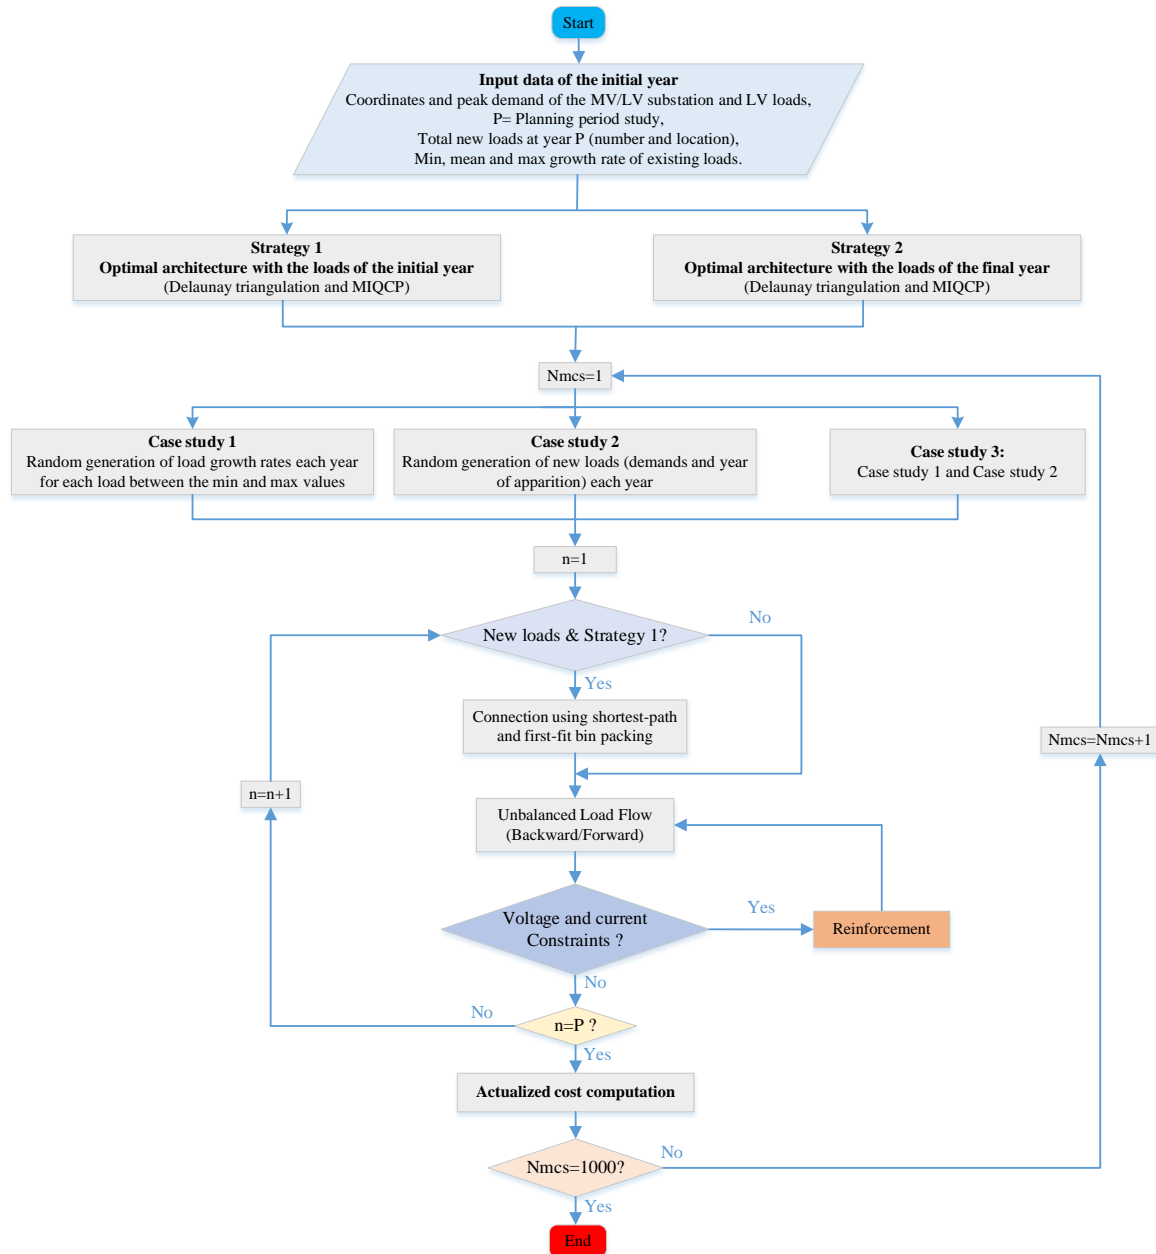 Start
Input data of the initial year
Coordinates and peak demand of the MV/LV substation and LV loads,
P= Planning period study,
Total new loads at year P (number and location),
Min, mean and max growth rate of existing loads.
Strategy 1
Optimal architecture with the loads of the initial year
(Delaunay triangulation and MIQCP)
Strategy 2
Optimal architecture with the loads of the final year
(Delaunay triangulation and MIQCP)
Nmcs=1
Case study 1
Random generation of load growth rates each year
for each load between the min and max values
Case study 2
Random generation of new loads (demands and year
of apparition) each year
Case study 3:
Case study 1 and Case study 2
n=1
New loads & Strategy 1?
No
Yes
Connection using shortest-path
and first-fit bin packing
Nmcs=Nmcs+1
n=n+1
Unbalanced Load Flow
(Backward/Forward)
Voltage and current
Constraints ?
Yes
Reinforcement
No
n=P ?
No
Yes
Actualized cost computation
Nmcs=1000?
No
Yes
End